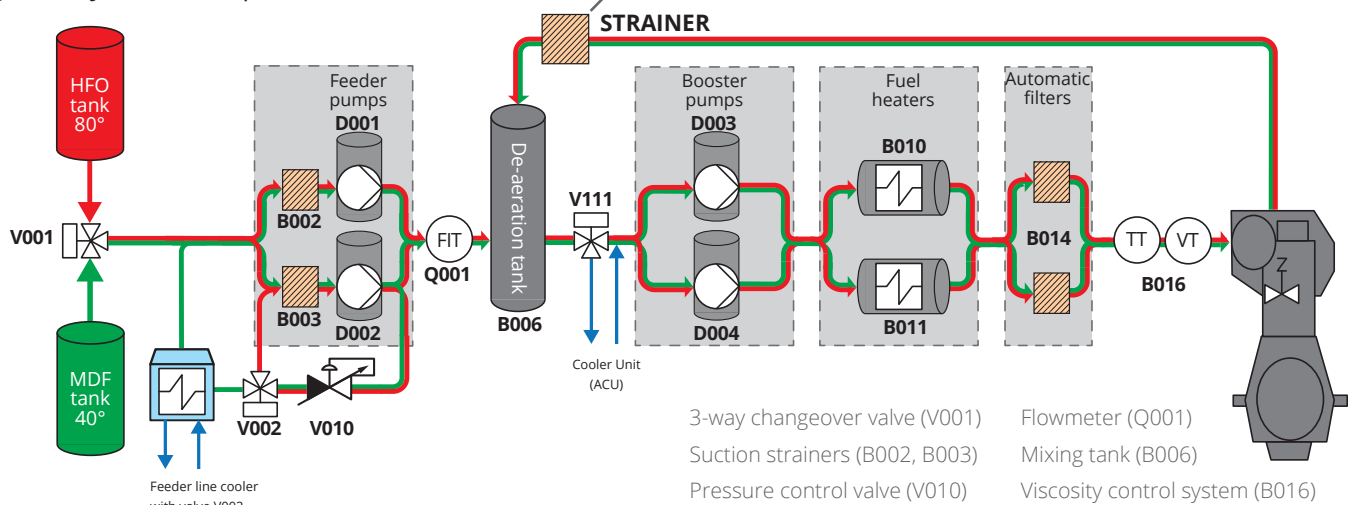 STRAINER
HFO
tank
80°
V001
MDF
tank
40°
Feeder
pumps
D001
B002
B003
D002
V002
V010
Feeder line cooler
FIT
Q001
De-aeration tank
B006
V111
Cooler Unit
(ACU)
Booster
pumps
D003
D004
Fuel
heaters
B010
B011
Automatic
filters
B014
TT
VT
B016
3-way changeover valve (V001)
Suction strainers (B002, B003)
Pressure control valve (V010)
Flowmeter (Q001)
Mixing tank (B006)
Viscosity control system (B016)